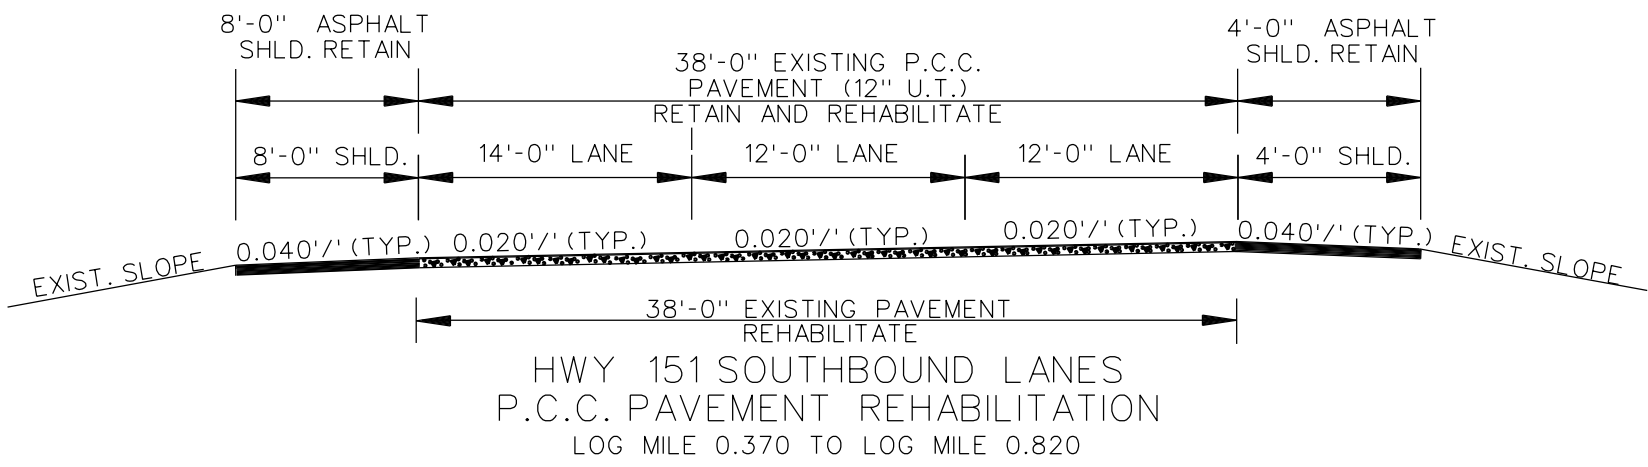 8'-0" ASPHALT
SHLD. RETAIN
38'-0" EXISTING P.C.C.
PAVEMENT (12" U.T.)
RETAIN AND REHABILITATE
4'-0" ASPHALT
SHLD. RETAIN
8'-0" SHLD.
14'-0" LANE
12'-0" LANE
12'-0" LANE
4'-0" SHLD.
EXIST. SLOPE
0.040'/' (TYP.)
0.020'/' (TYP.)
0.020'/' (TYP.)
0.020'/' (TYP.)
0.040'/' (TYP.)
EXIST. SLOPE
38'-0" EXISTING PAVEMENT
REHABILITATE
HWY 151 SOUTHBOUND LANES
P.C.C. PAVEMENT REHABILITATION
LOG MILE 0.370 TO LOG MILE 0.820